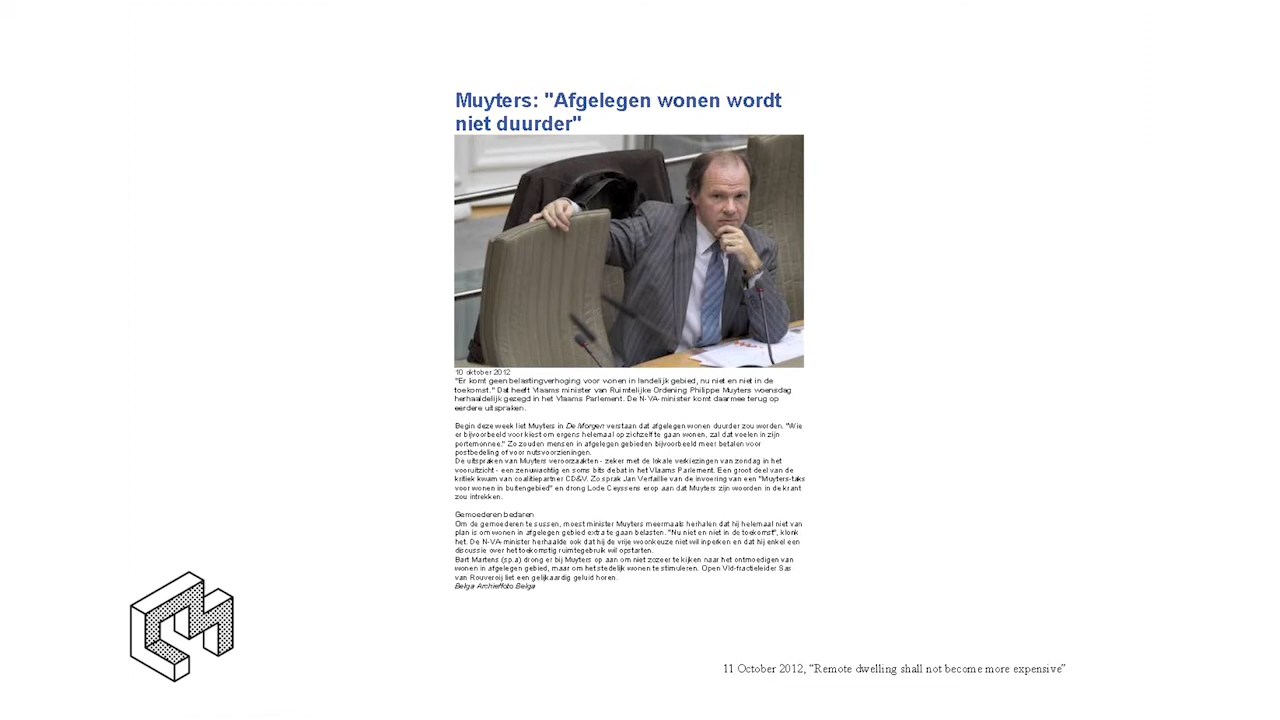 Muyters: "Afgelegen wonen wordt
niet duurder"
10 oktober 2012
"Er komt geen belastingverhoging voor wonen in landelijk gebied, nu niet en niet in de
toekomst." Dat heeft Vlaams minister van Ruimtelijke Ordening Philippe Muyters woensdag
herhaaldelijk gezegd in het Vlaams Parlement. De N-VA-minister komt daarmee terug op
eerdere uitspraken.
Begin deze week liet Muyters in De Morgen verstaan dat afgelegen wonen duurder zou worden. "Wie
er bijvoorbeeld voor kiest om ergens helemaal op zichzelf te gaan wonen, zal dat voelen in zijn
portemonnee." Zo zouden mensen in afgelegen gebieden bijvoorbeeld meer betalen voor
postbedeling of voor nutsvoorzieningen.
De uitspraken van Muyters veroorzaakten - zeker met de lokale verkiezingen van zondag in het
vooruitzicht - een zenuwachtig en soms bits debat in het Vlaams Parlement. Een groot deel van de
kritiek kwam van coalitiepartner CD&V. Zo sprak Jan Verfaillie van de invoering van een "Muyters-taks
voor wonen in buitengebied" en drong Lode Ceyssens erop aan dat Muyters zijn woorden in de krant
zou intrekken.
Gemoederen bedaren
Om de gemoederen te sussen, moest minister Muyters meermaals herhalen dat hij helemaal niet van
plan is om wonen in afgelegen gebied extra te gaan belasten. "Nu niet en niet in de toekomst", klonk
het. De N-VA-minister herhaalde ook dat hij de vrije woonkeuze niet wil inperken en dat hij enkel een
discussie over het toekomstig ruimtegebruik wil opstarten.
Bart Martens (sp.a) drong er bij Muyters op aan om niet zozeer te kijken naar het ontmoedigen van
wonen in afgelegen gebied, maar om het stedelijk wonen te stimuleren. Open Vld-fractieleider Sas
van Rouveroij liet een gelijkaardig geluid horen.
Belga Archieffoto Belga
11 October 2012, “Remote dwelling shall not become more expensive”